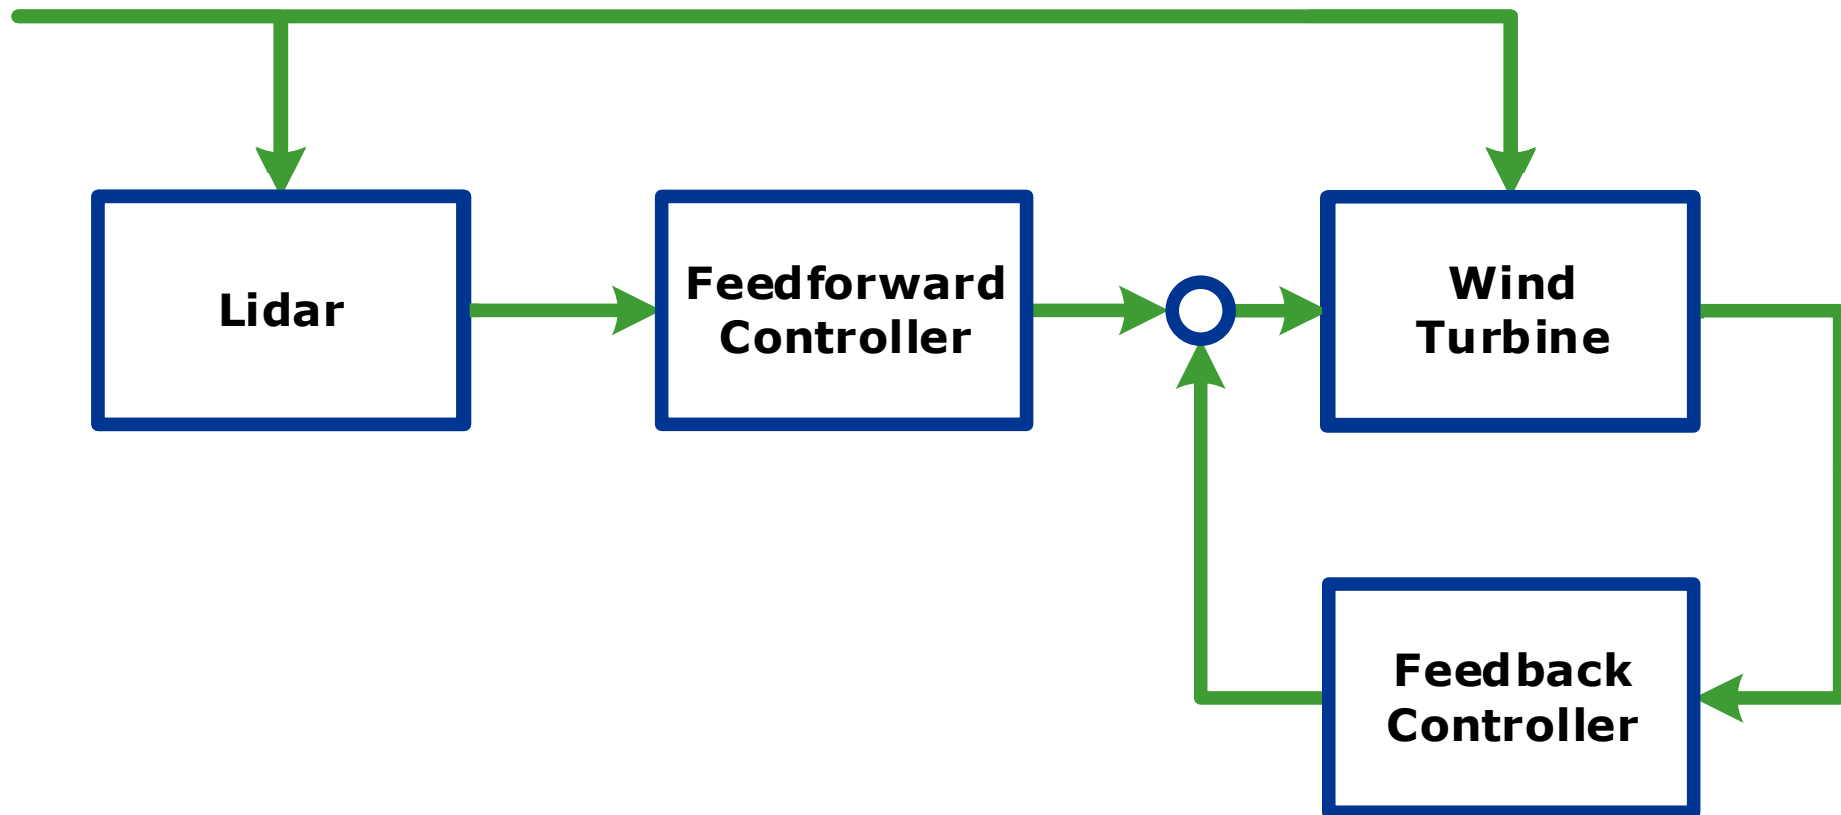 Lidar
Feedforward
Controller
Wind
Turbine
Feedback
Controller